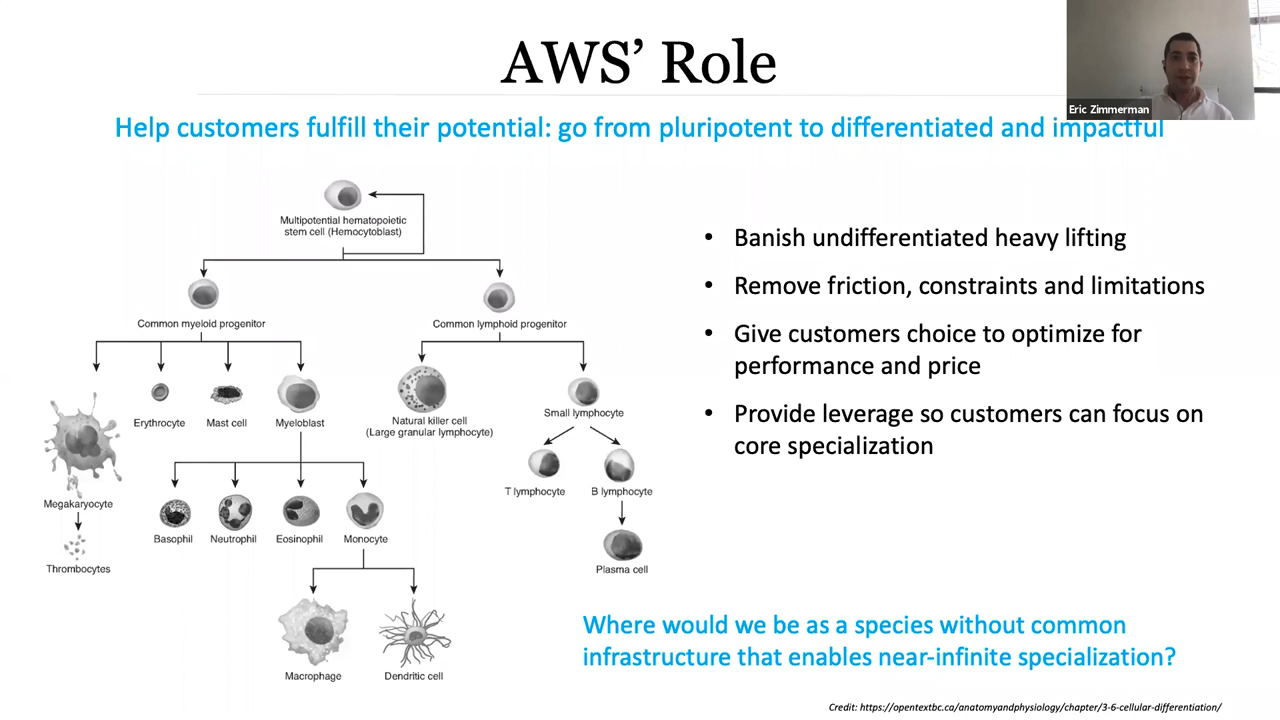 AWS’ Role
Eric Zimmerman
Help customers fulfill their potential: go from pluripotent to differentiated and impactful
Multipotential hematopoietic
stem cell (Hemocytoblast)
Common myeloid progenitor
Common lymphoid progenitor
Erythrocyte
Mast cell
Myeloblast
Natural killer cell
(Large granular lymphocyte)
Small lymphocyte
Megakaryocyte
T lymphocyte
B lymphocyte
Basophil
Neutrophil
Eosinophil
Monocyte
Thrombocytes
Plasma cell
Macrophage
Dendritic cell
• Banish undifferentiated heavy lifting
• Remove friction, constraints and limitations
• Give customers choice to optimize for
performance and price
• Provide leverage so customers can focus on
core specialization
Where would we be as a species without common
infrastructure that enables near-infinite specialization?
Credit: https://opentextbc.ca/anatomyandphysiology/chapter/3-6-cellular-differentiation/